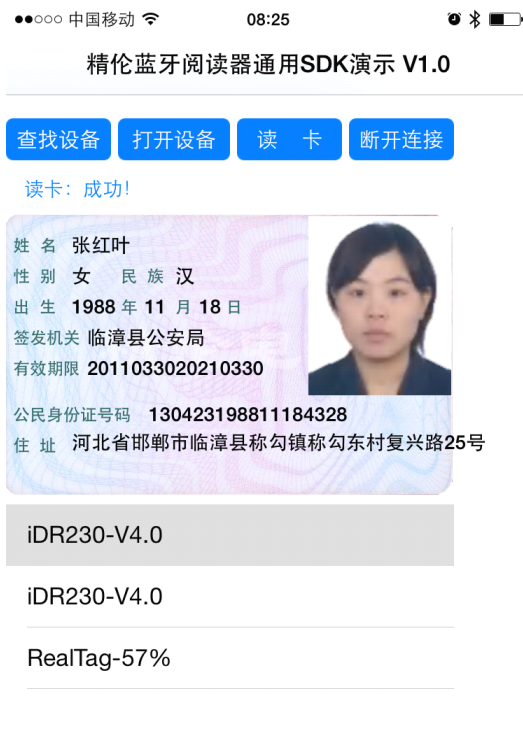 中国移动 08:25
精伦蓝牙阅读器通用SDK演示 V1.0
查找设备 打开设备 读 卡 断开连接
读卡：成功！
姓 名 张红叶
性 别 女 民 族 汉
出 生 1988 年 11 月 18 日
签发机关 临漳县公安局
有效期限 2011033020210330
公民身份证号码 130423198811184328
住 址 河北省邯郸市临漳县称勾镇称勾东村复兴路25号
iDR230-V4.0
iDR230-V4.0
RealTag-57%